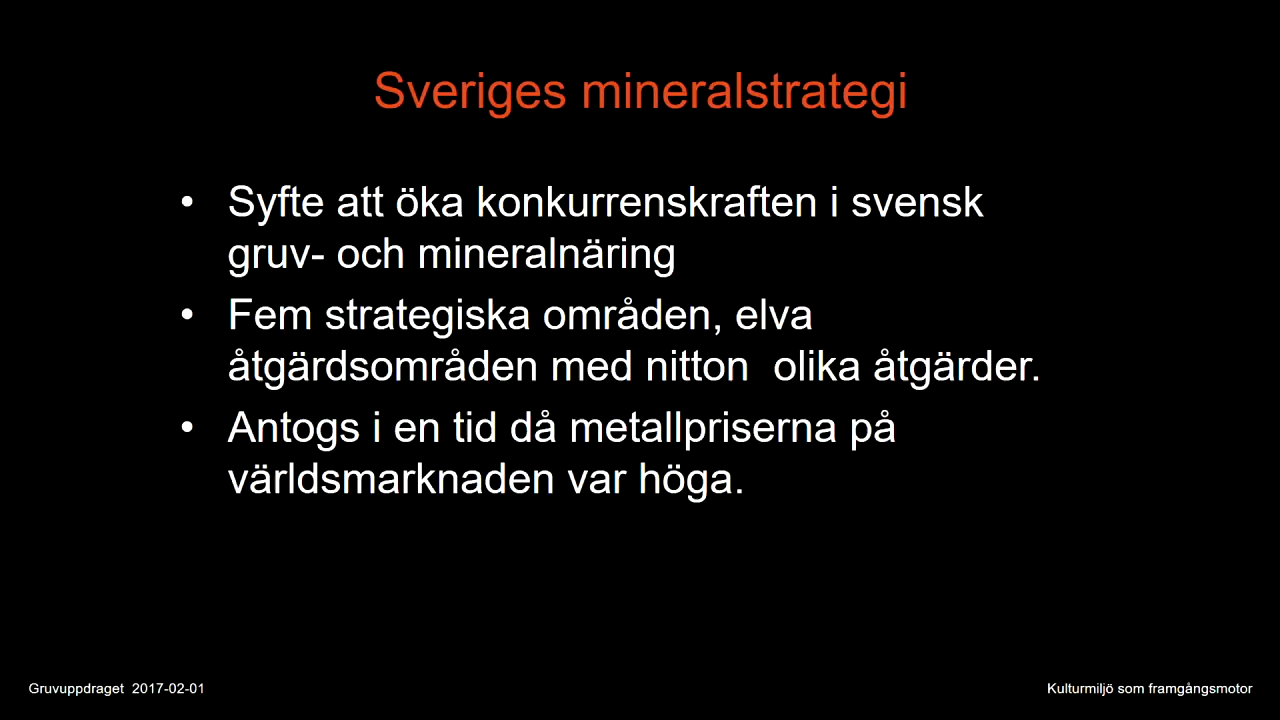 Sveriges mineralstrategi
• Syfte att öka konkurrenskraften i svensk
gruv- och mineralnäring
• Fem strategiska områden, elva
åtgärdsområden med nitton  olika åtgärder.
• Antogs i en tid då metallpriserna på
världsmarknaden var höga.
Gruvuppdraget  2017-02-01
Kulturmiljö som framgångsmotor